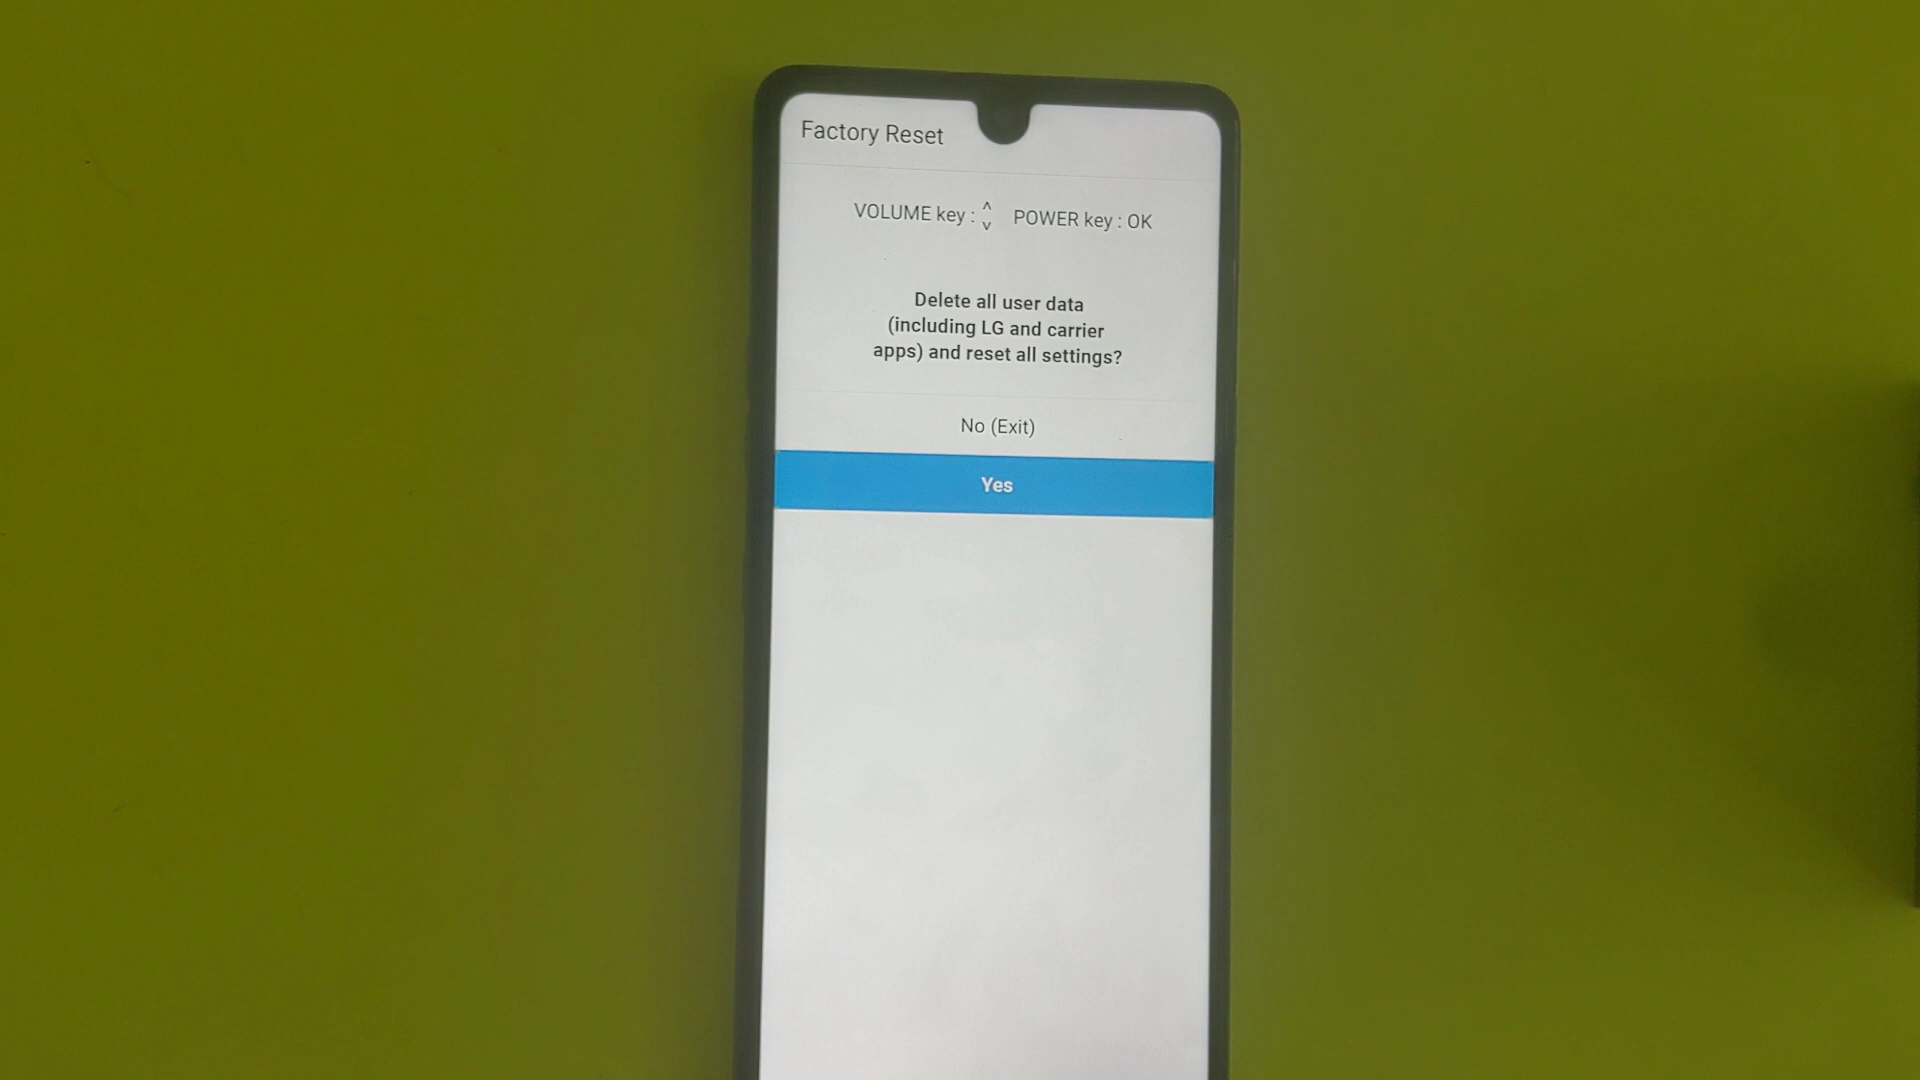 Factory Reset
VOLUME key : ^ v POWER key : OK
Delete all user data
(including LG and carrier
apps) and reset all settings?
No (Exit)
Yes